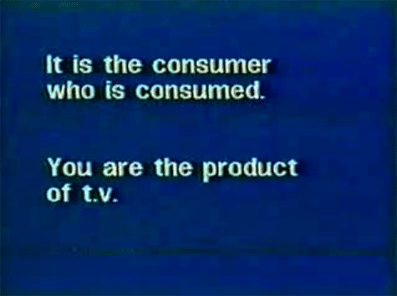 It is the consumer
who is consumed.
You are the product
of t.v.